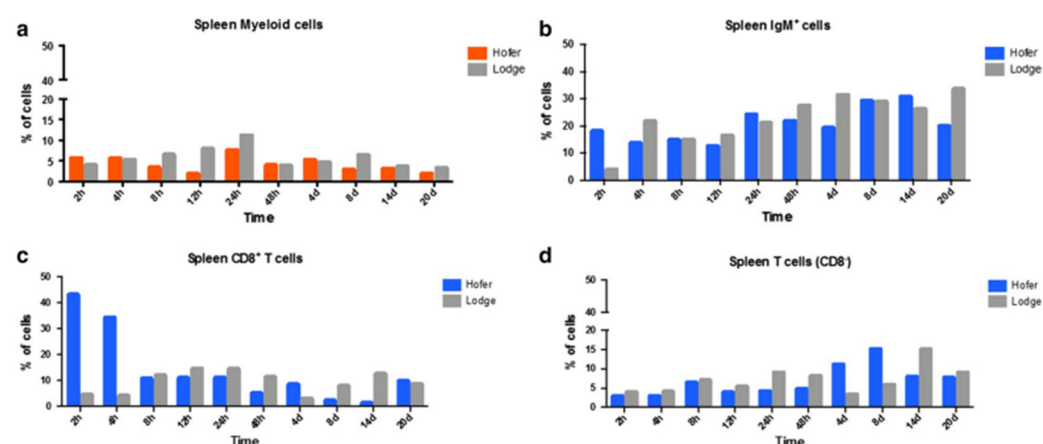 a
Spleen Myeloid cells
50
40
20
15
10
5
0
% of cells
2h 4h 8h 12h 24h 48h 4d 8d 14d 20d
Time
Hofer
Lodge
b
Spleen IgM⁺ cells
50
40
30
20
10
0
% of cells
2h 4h 8h 12h 24h 48h 4d 8d 14d 20d
Time
Hofer
Lodge
c
Spleen CD8⁺ T cells
50
40
30
20
10
0
% of cells
2h 4h 8h 12h 24h 48h 4d 8d 14d 20d
Time
Hofer
Lodge
d
Spleen T cells (CD8⁻)
50
40
20
15
10
5
0
% of cells
2h 4h 8h 12h 24h 48h 4d 8d 14d 20d
Time
Hofer
Lodge